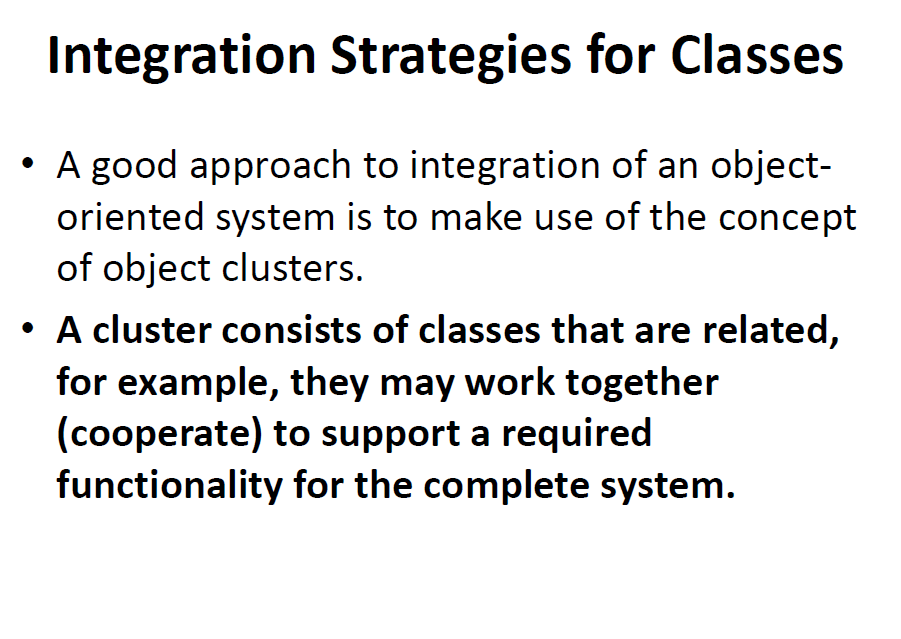 Integration Strategies for Classes
• A good approach to integration of an object-
oriented system is to make use of the concept
of object clusters.
• A cluster consists of classes that are related,
for example, they may work together
(cooperate) to support a required
functionality for the complete system.